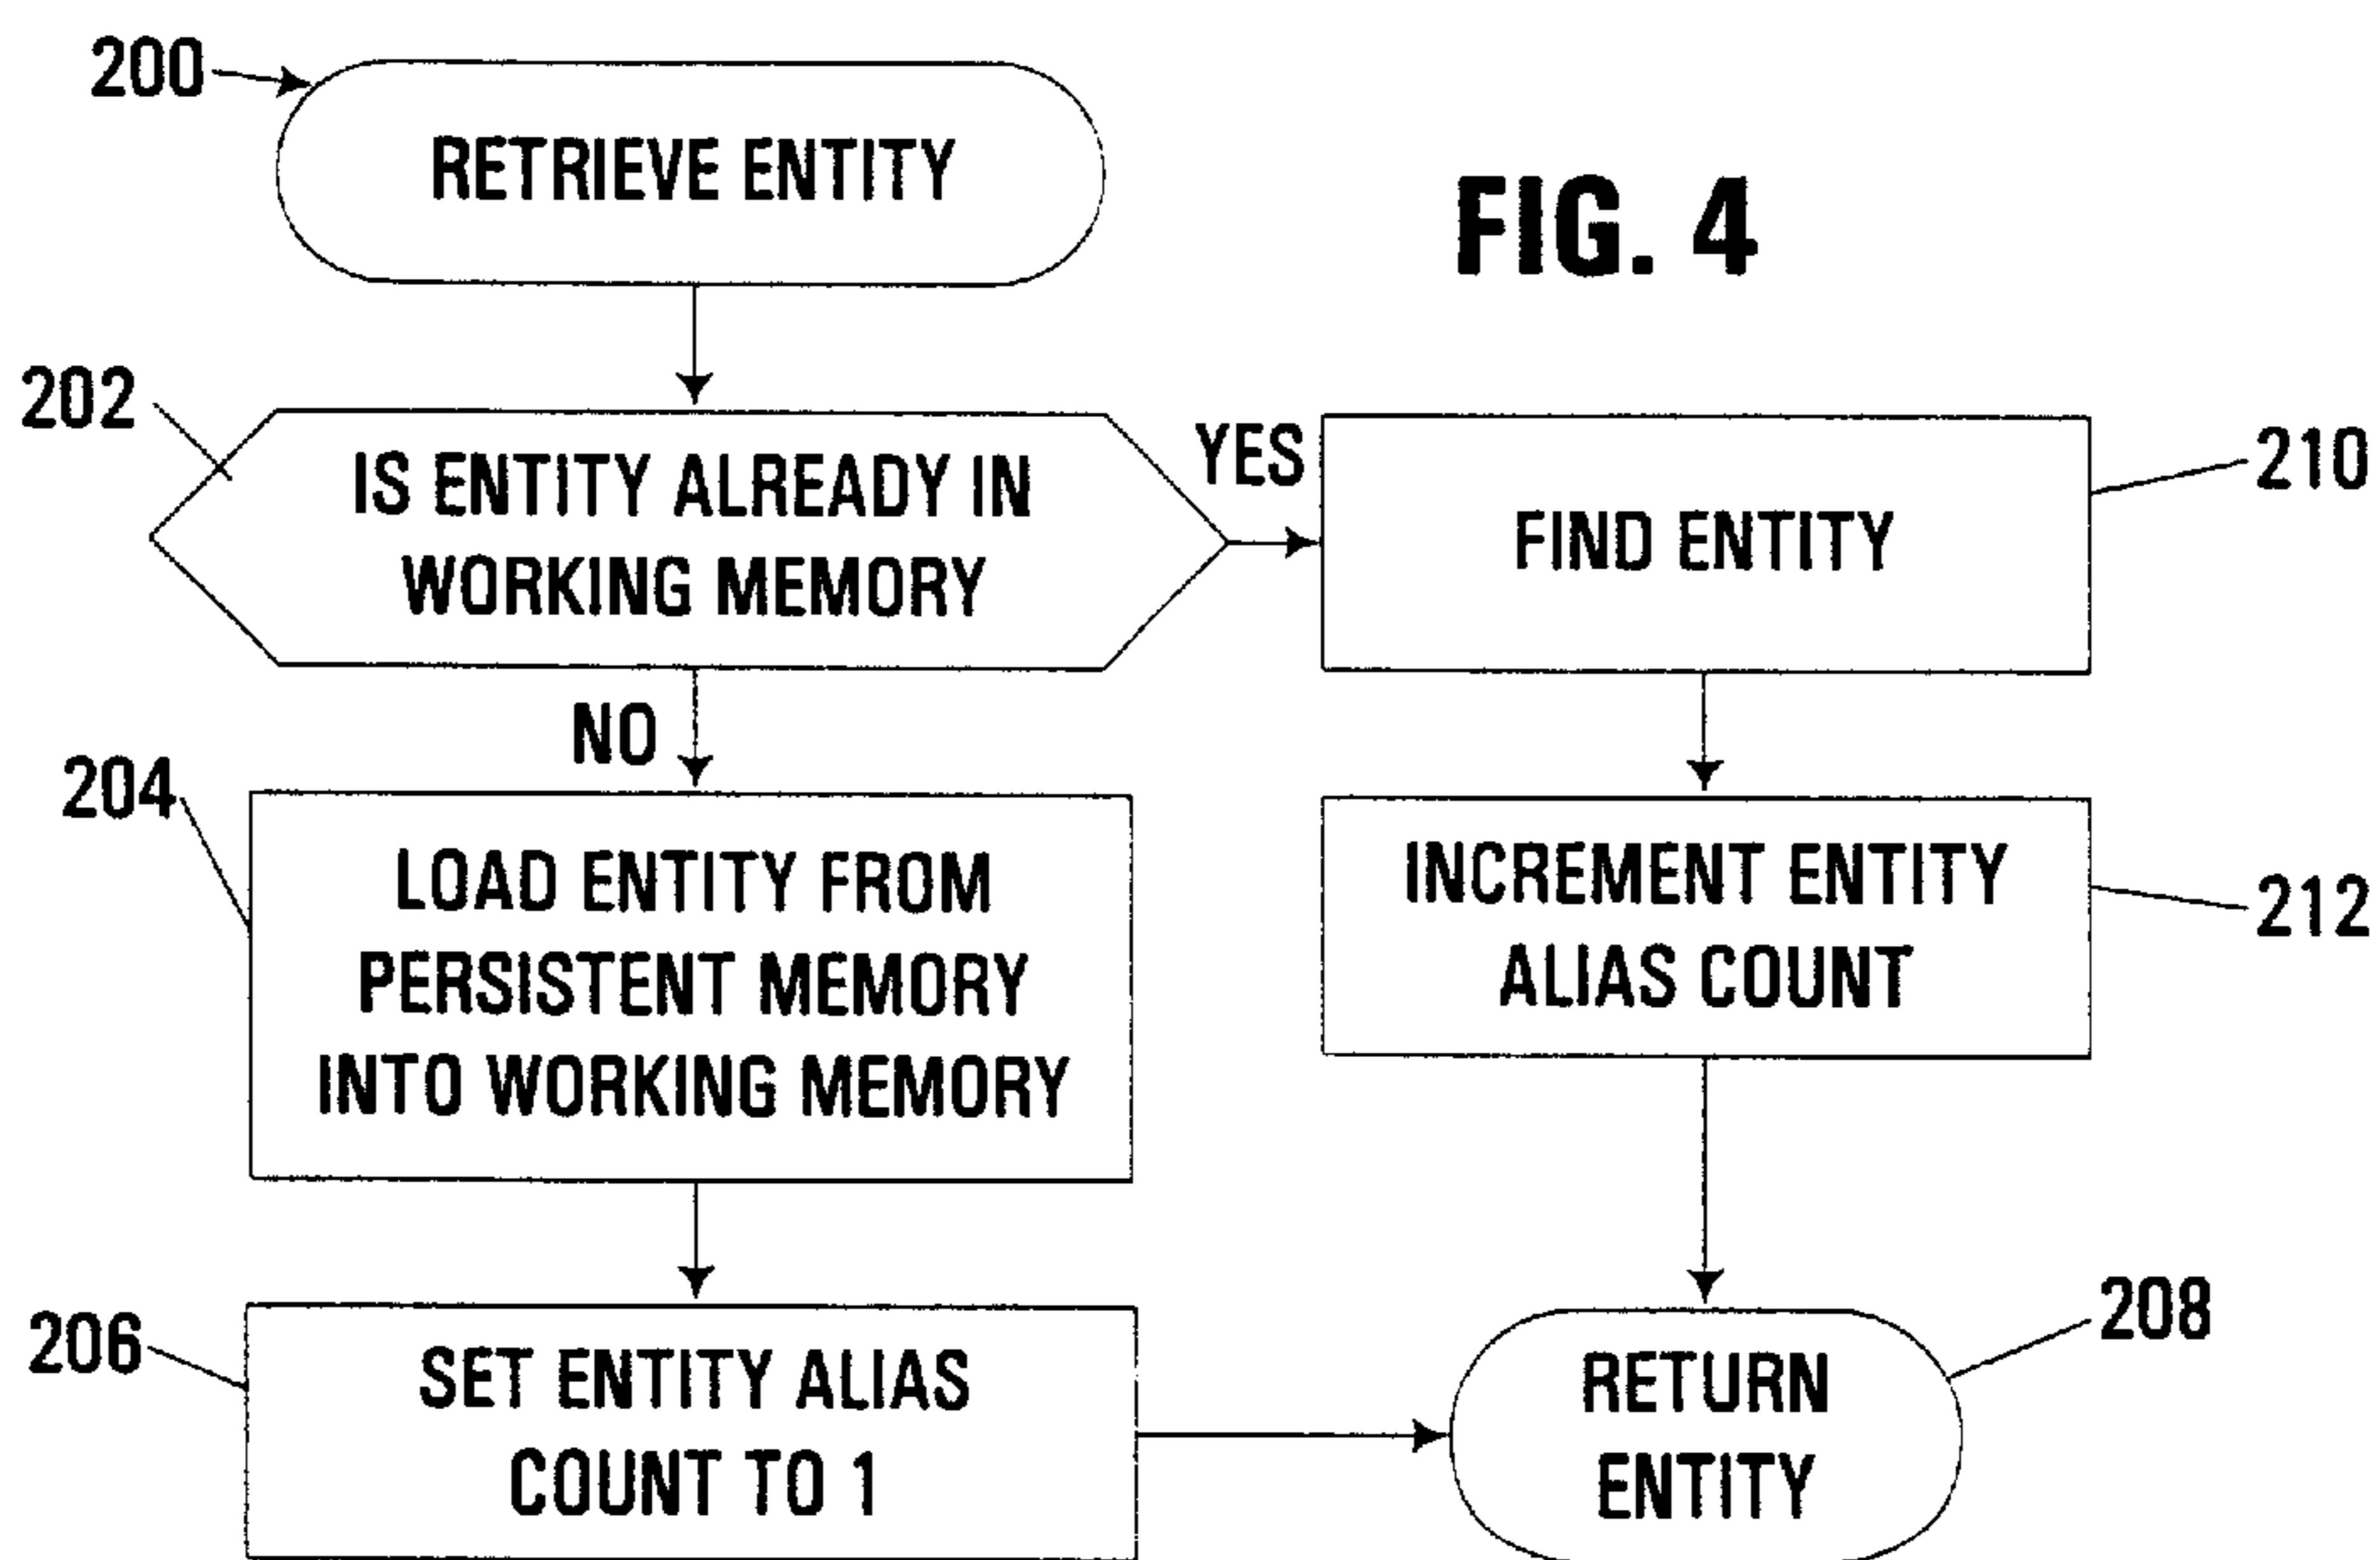 200
RETRIEVE ENTITY
FIG. 4
202
IS ENTITY ALREADY IN
WORKING MEMORY
YES
FIND ENTITY
210
NO
204
LOAD ENTITY FROM
PERSISTENT MEMORY
INTO WORKING MEMORY
INCREMENT ENTITY
ALIAS COUNT
212
206
SET ENTITY ALIAS
COUNT TO 1
208
RETURN
ENTITY